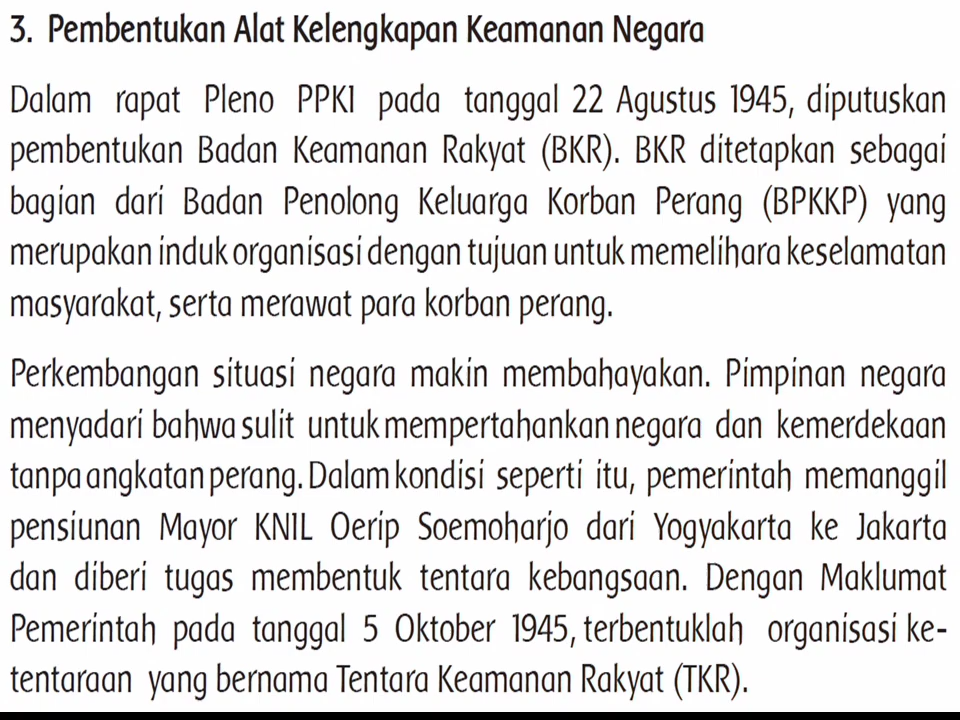 3. Pembentukan Alat Kelengkapan Keamanan Negara
Dalam rapat Pleno PPKI pada tanggal 22 Agustus 1945, diputuskan
pembentukan Badan Keamanan Rakyat (BKR). BKR ditetapkan sebagai
bagian dari Badan Penolong Keluarga Korban Perang (BPKKP) yang
merupakan induk organisasi dengan tujuan untuk memelihara keselamatan
masyarakat, serta merawat para korban perang.
Perkembangan situasi negara makin membahayakan. Pimpinan negara
menyadari bahwa sulit untuk mempertahankan negara dan kemerdekaan
tanpa angkatan perang. Dalam kondisi seperti itu, pemerintah memanggil
pensiunan Mayor KNIL Oerip Soemoharjo dari Yogyakarta ke Jakarta
dan diberi tugas membentuk tentara kebangsaan. Dengan Maklumat
Pemerintah pada tanggal 5 Oktober 1945, terbentuklah organisasi ke-
tentaraan yang bernama Tentara Keamanan Rakyat (TKR).